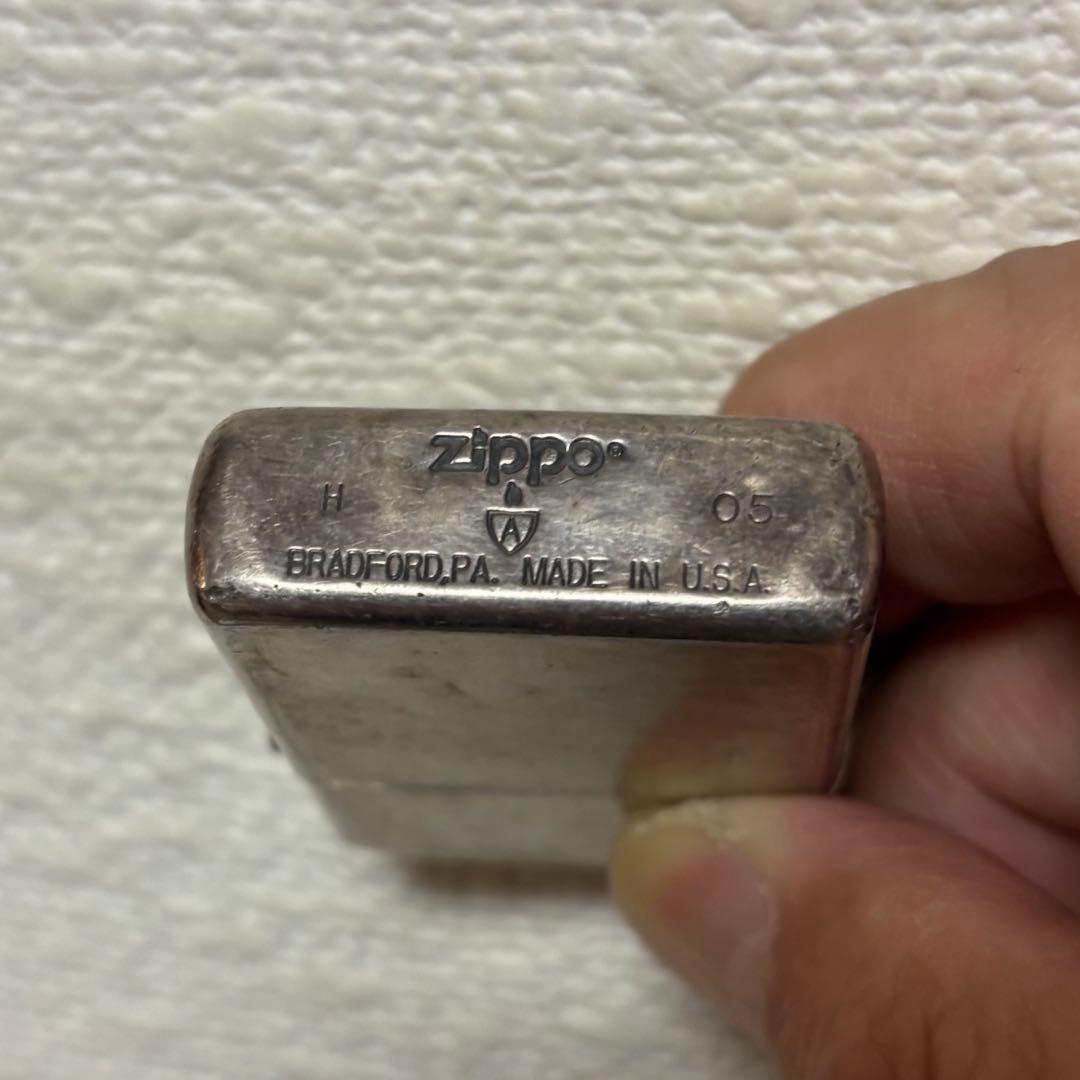 zippo®
H 05
A
BRADFORD,PA. MADE IN U.S.A.